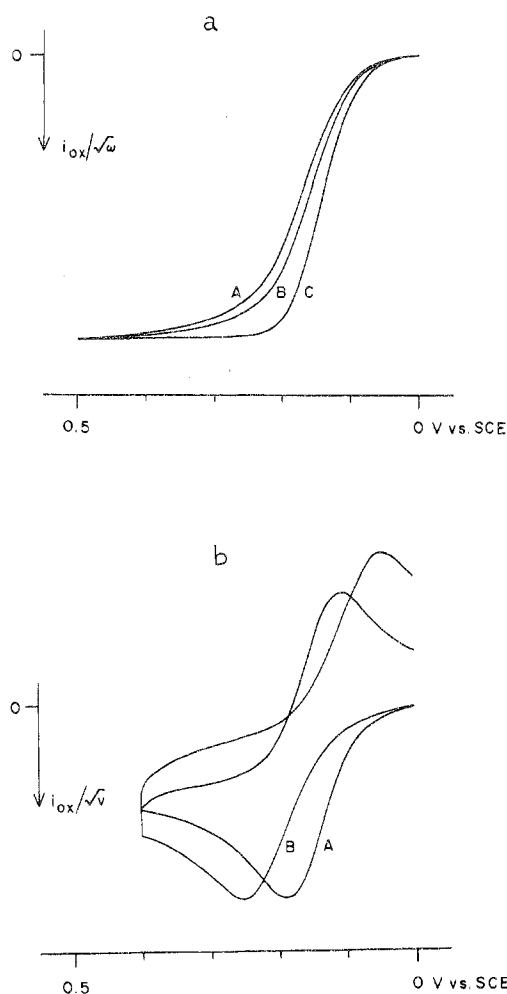 a
0
i_ox/√ω
A B C
0.5 0 V vs. SCE
b
0
i_ox/√v
B A
0.5 0 V vs. SCE